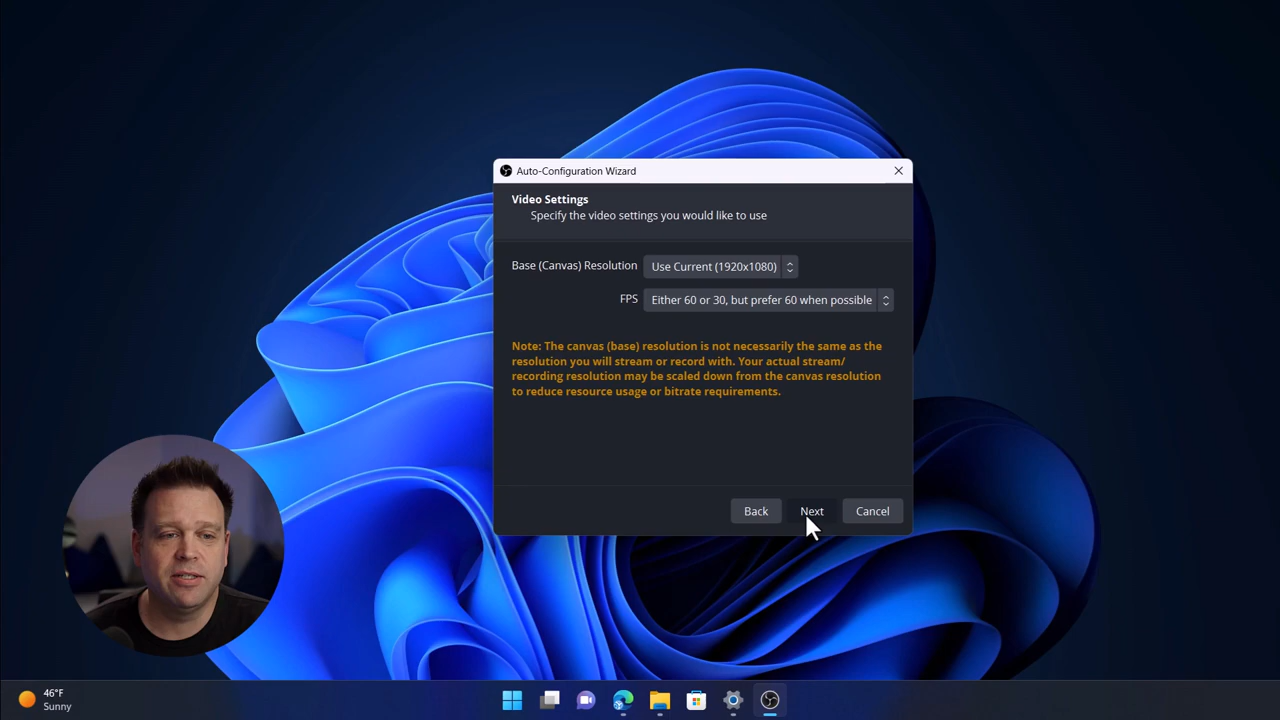 Auto-Configuration Wizard
Video Settings
Specify the video settings you would like to use
Base (Canvas) Resolution Use Current (1920x1080)
FPS Either 60 or 30, but prefer 60 when possible
Note: The canvas (base) resolution is not necessarily the same as the
resolution you will stream or record with. Your actual stream/
recording resolution may be scaled down from the canvas resolution
to reduce resource usage or bitrate requirements.
Back Next Cancel
46°F
Sunny